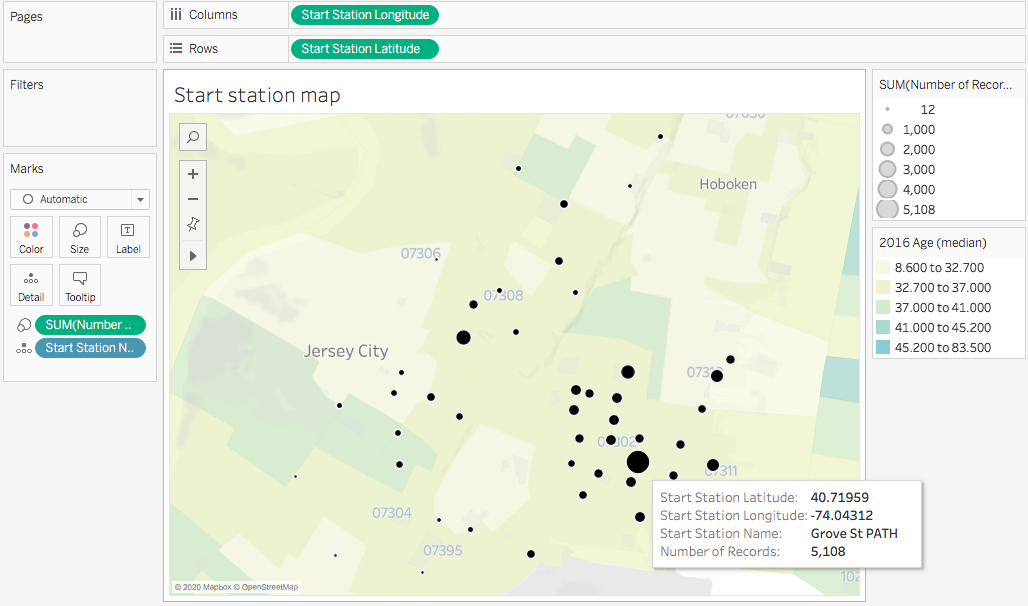 Pages
Columns
Start Station Longitude
Rows
Start Station Latitude
Filters
Marks
Automatic
Color
Size
Label
Detail
Tooltip
SUM(Number ..
Start Station N..
Start station map
Hoboken
07306
07308
Jersey City
07302
07311
07304
07395
Start Station Latitude: 40.71959
Start Station Longitude: -74.04312
Start Station Name: Grove St PATH
Number of Records: 5,108
© 2020 Mapbox © OpenStreetMap
SUM(Number of Recor...
12
1,000
2,000
3,000
4,000
5,108
2016 Age (median)
8.600 to 32.700
32.700 to 37.000
37.000 to 41.000
41.000 to 45.200
45.200 to 83.500